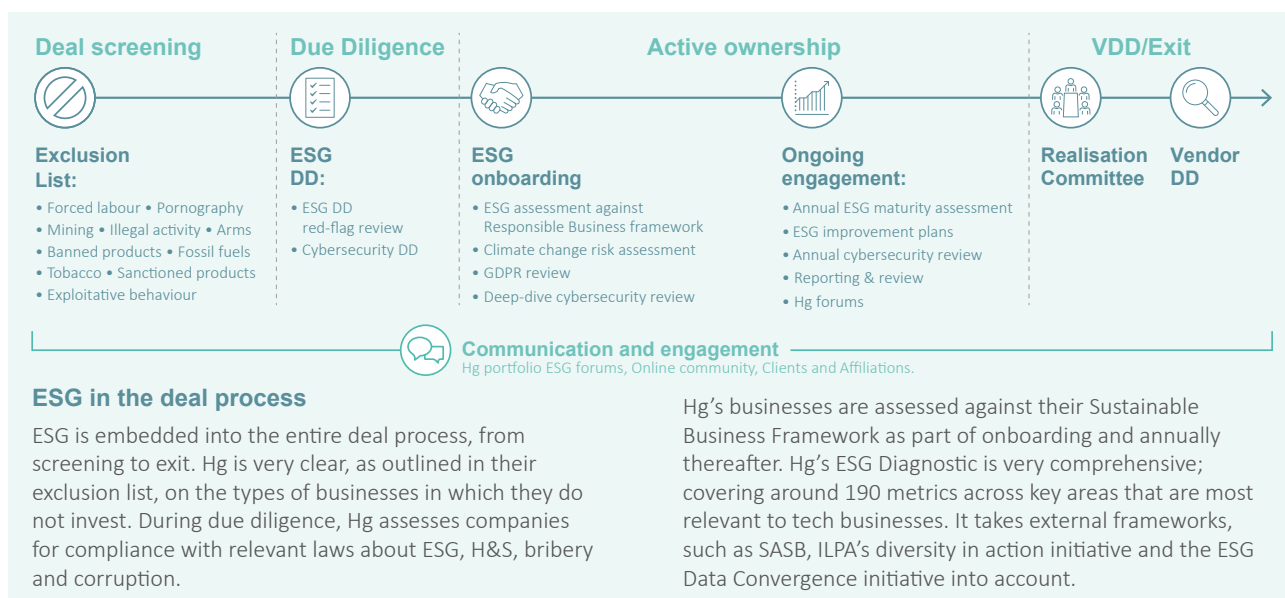 Deal screening
Due Diligence
Active ownership
VDD/Exit
Exclusion
List:
• Forced labour • Pornography
• Mining • Illegal activity • Arms
• Banned products • Fossil fuels
• Tobacco • Sanctioned products
• Exploitative behaviour
ESG
DD:
• ESG DD
red-flag review
• Cybersecurity DD
ESG
onboarding
• ESG assessment against
Responsible Business framework
• Climate change risk assessment
• GDPR review
• Deep-dive cybersecurity review
Ongoing
engagement:
• Annual ESG maturity assessment
• ESG improvement plans
• Annual cybersecurity review
• Reporting & review
• Hg forums
Realisation
Committee
Vendor
DD
Communication and engagement
Hg portfolio ESG forums, Online community, Clients and Affiliations.
ESG in the deal process
ESG is embedded into the entire deal process, from
screening to exit. Hg is very clear, as outlined in their
exclusion list, on the types of businesses in which they do
not invest. During due diligence, Hg assesses companies
for compliance with relevant laws about ESG, H&S, bribery
and corruption.
Hg’s businesses are assessed against their Sustainable
Business Framework as part of onboarding and annually
thereafter. Hg’s ESG Diagnostic is very comprehensive;
covering around 190 metrics across key areas that are most
relevant to tech businesses. It takes external frameworks,
such as SASB, ILPA’s diversity in action initiative and the ESG
Data Convergence initiative into account.